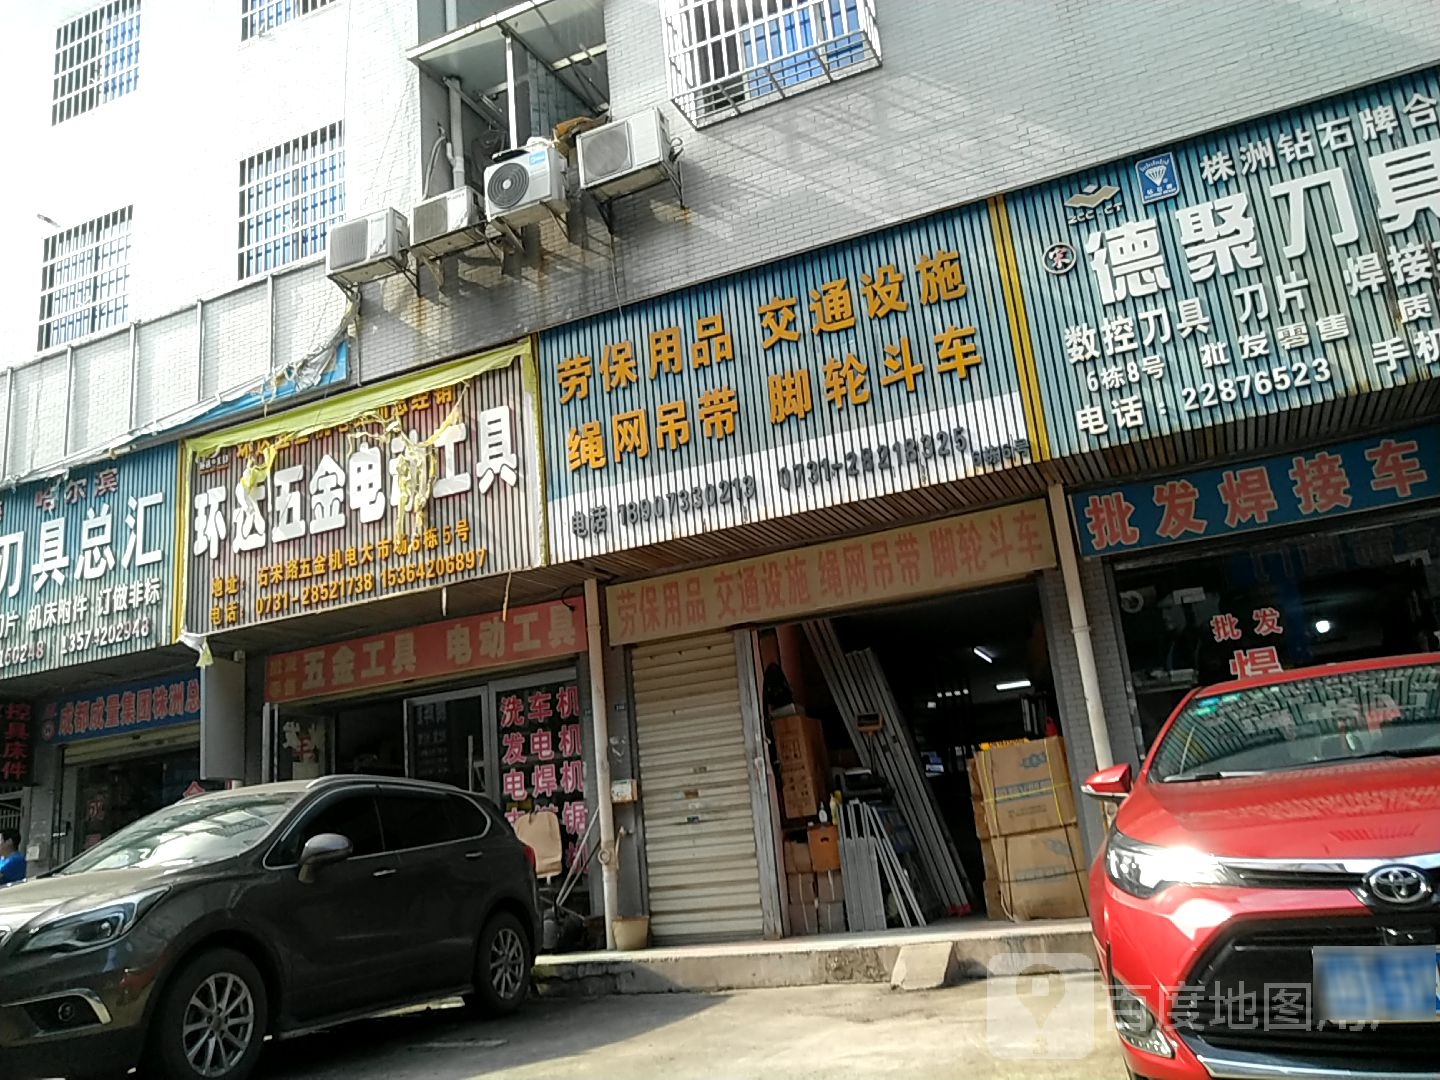 哈尔滨
刀具总汇
机床附件 订做非标
成都成量集团株洲总
环达五金电动工具
地址: 石宋路五金机电大市场6栋5号
电话: 0731-28521738 15364206897
五金工具 电动工具
洗车机
发电机
电焊机
劳保用品 交通设施
绳网吊带 脚轮斗车
电话 18907330213 0731-28218325
劳保用品 交通设施 绳网吊带 脚轮斗车
株洲钻石牌合
ZCC·CT
德聚刀具
数控刀具 刀片 焊接
6栋8号 批发零售 质
电话:22876523 手机
批发焊接车
批发
焊
百度地图